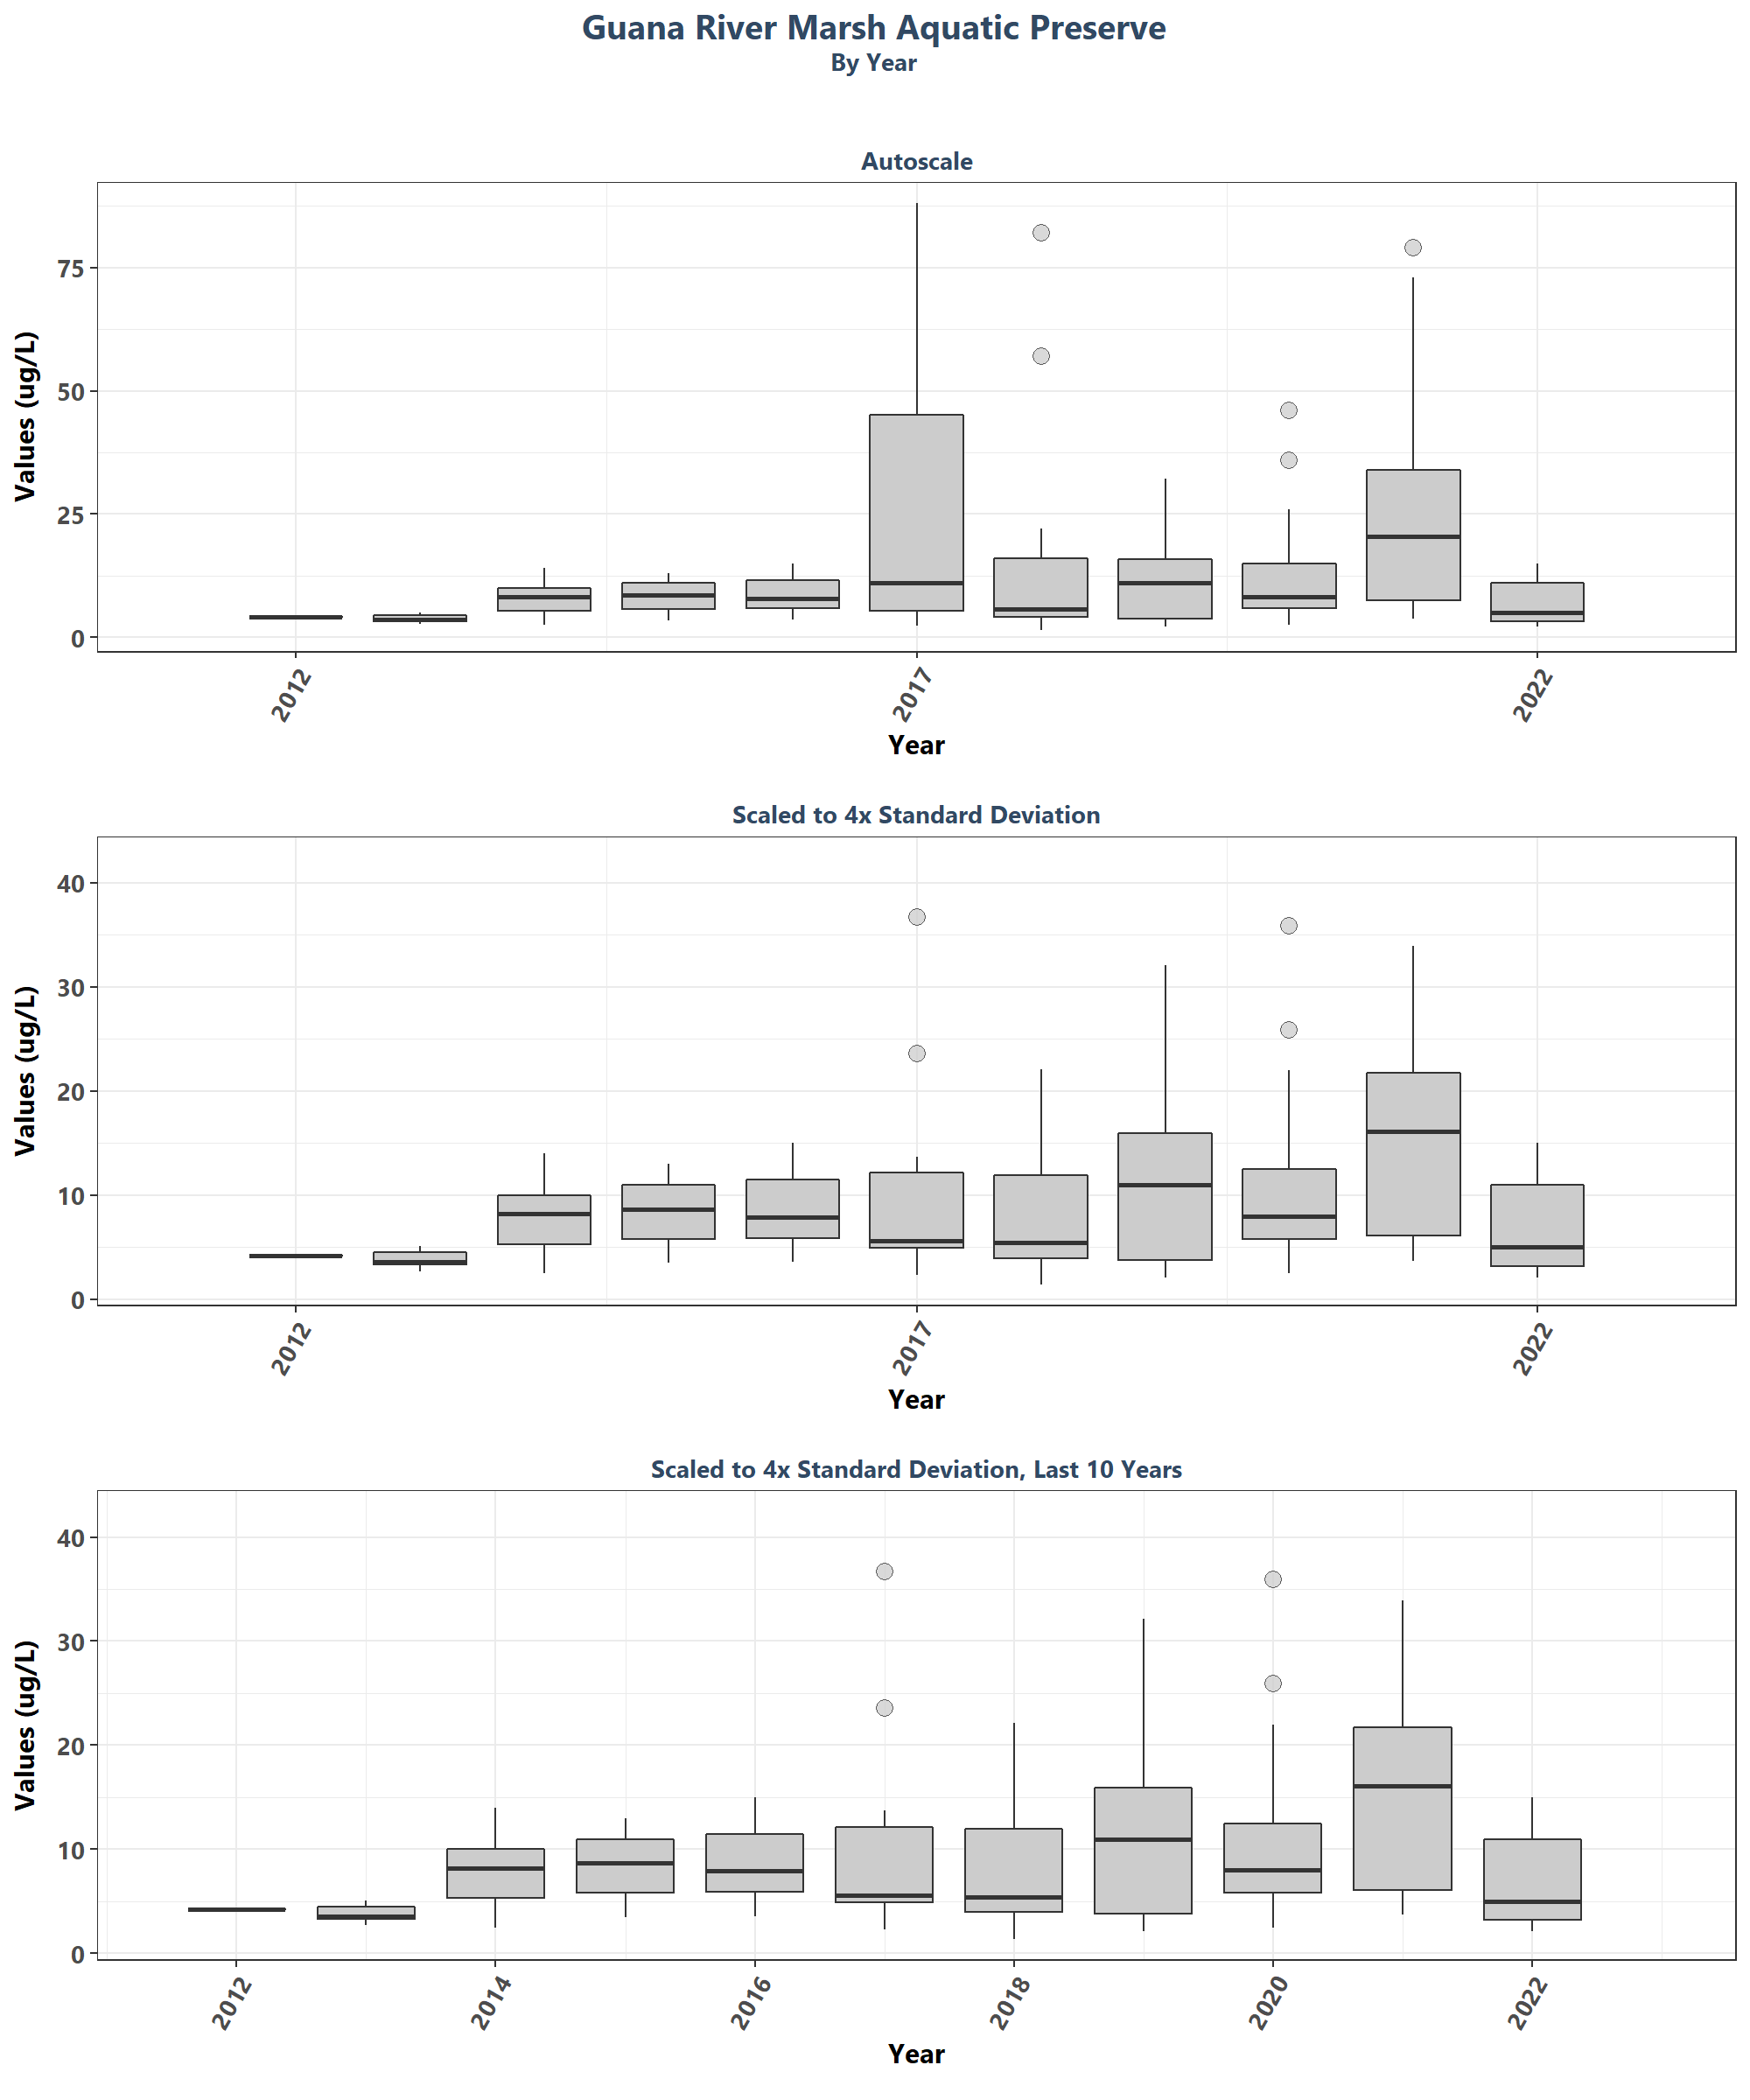 Guana River Marsh Aquatic Preserve
By Year
Autoscale
Values (ug/L)
75
50
25
0
2012
2017
2022
Year
Scaled to 4x Standard Deviation
Values (ug/L)
40
30
20
10
0
2012
2017
2022
Year
Scaled to 4x Standard Deviation, Last 10 Years
Values (ug/L)
40
30
20
10
0
2012
2014
2016
2018
2020
2022
Year